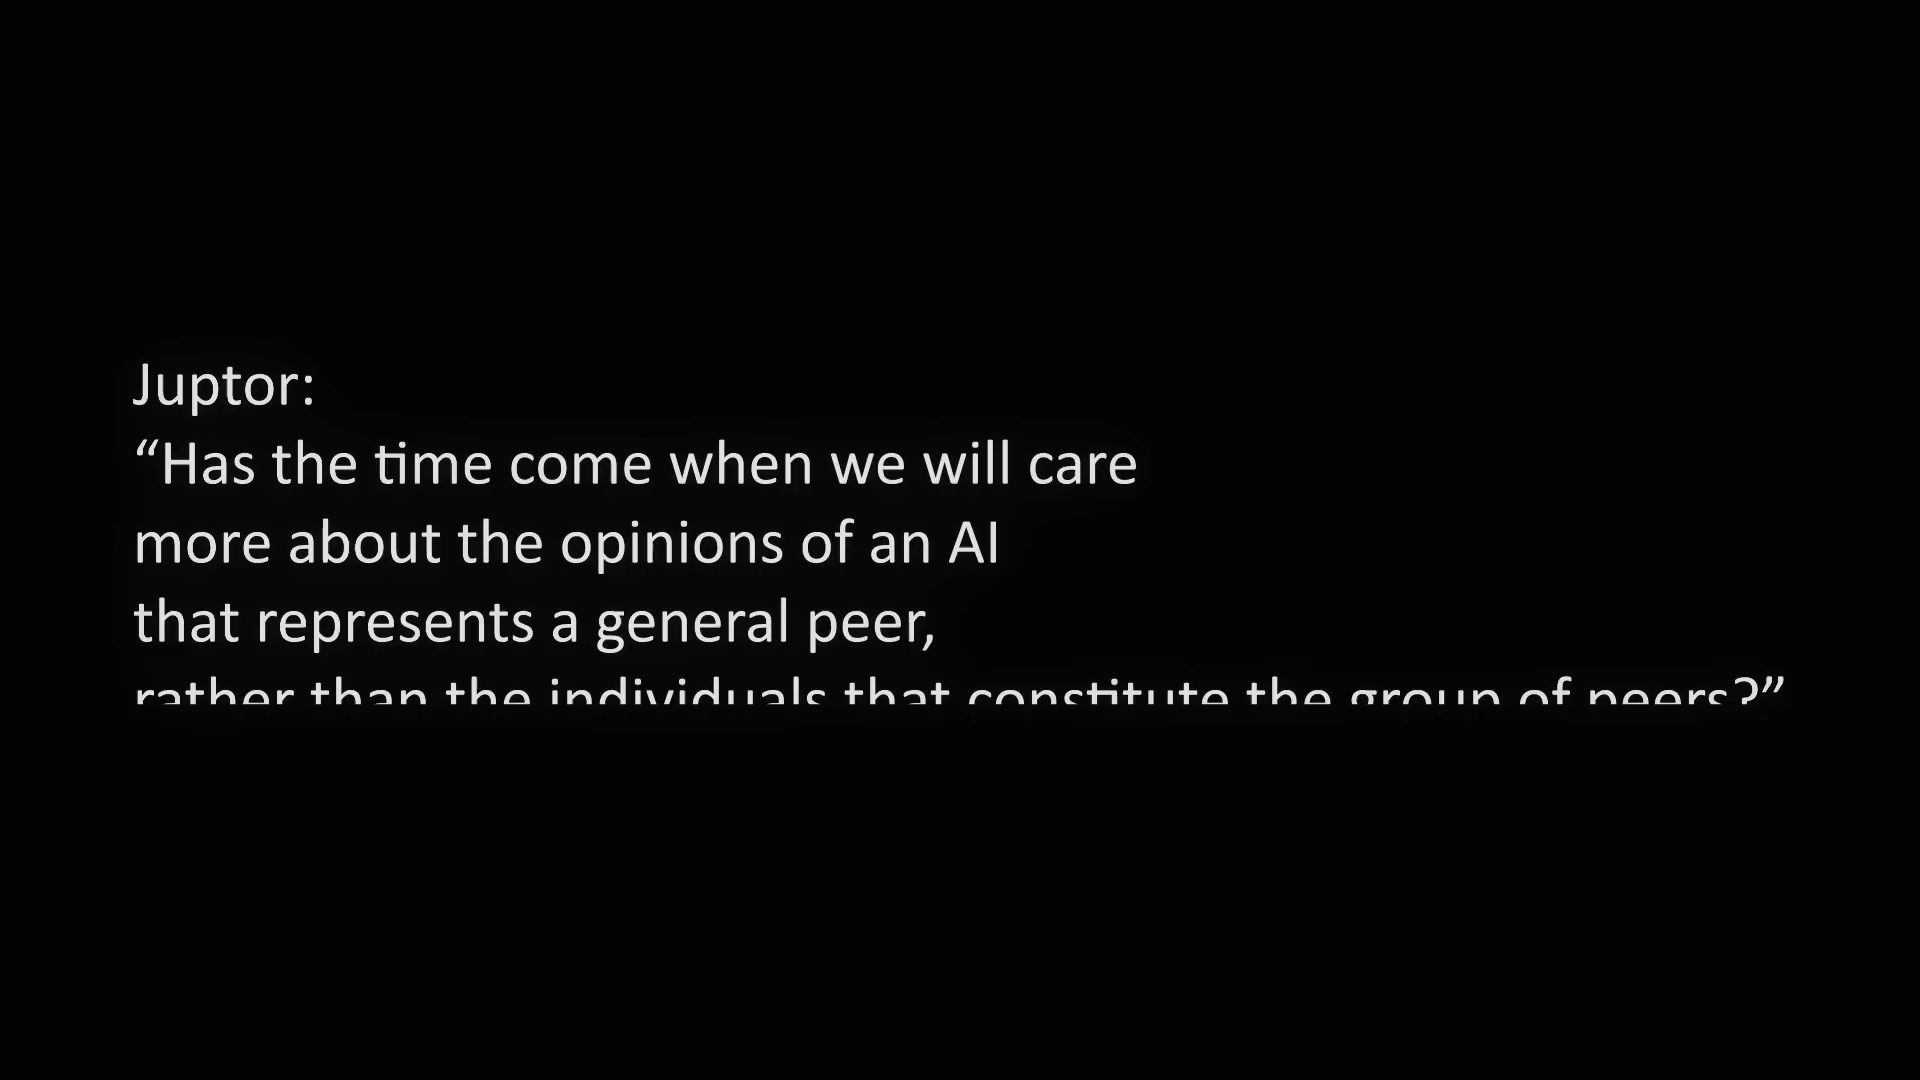 Juptor:
“Has the time come when we will care
more about the opinions of an AI
that represents a general peer,
rather than the individuals that constitute the group of peers?”